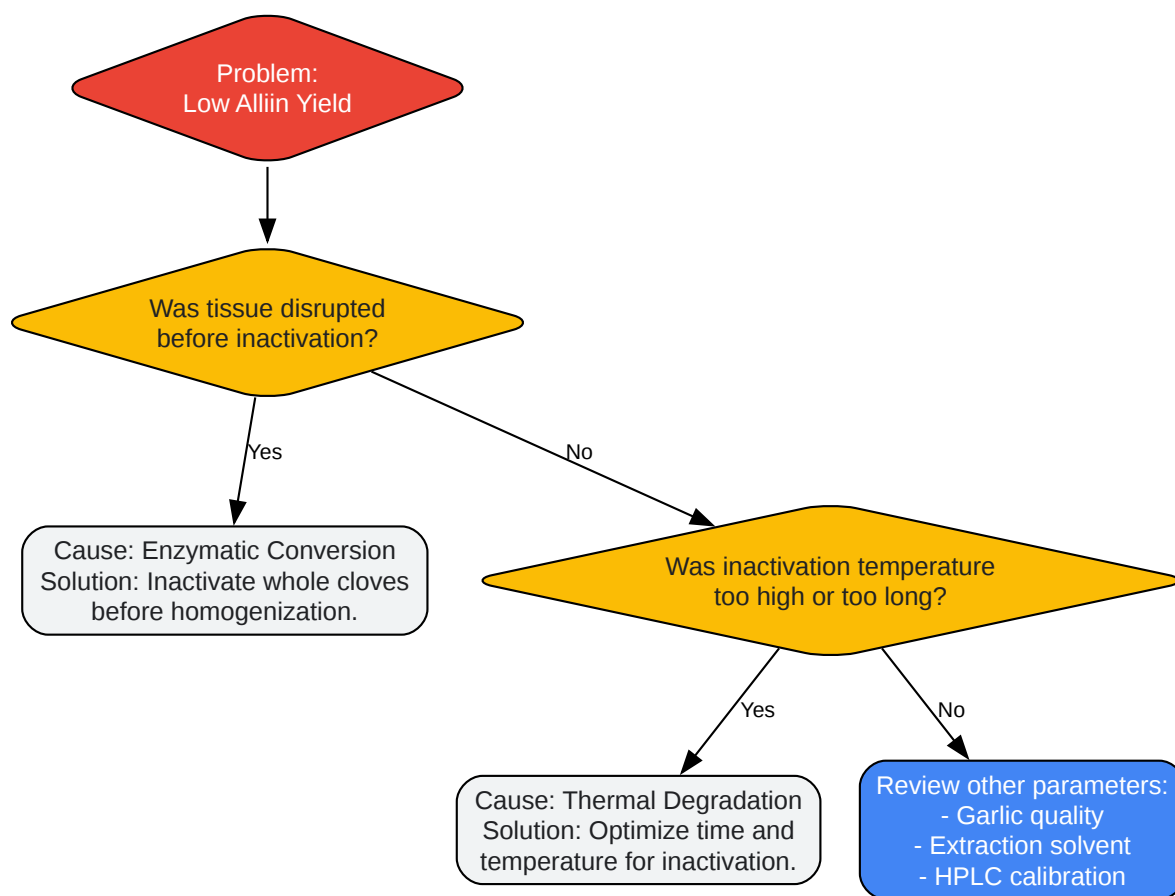 Problem:
Low Alliin Yield
Was tissue disrupted
before inactivation?
Yes
No
Cause: Enzymatic Conversion
Solution: Inactivate whole cloves
before homogenization.
Was inactivation temperature
too high or too long?
Yes
No
Cause: Thermal Degradation
Solution: Optimize time and
temperature for inactivation.
Review other parameters:
- Garlic quality
- Extraction solvent
- HPLC calibration